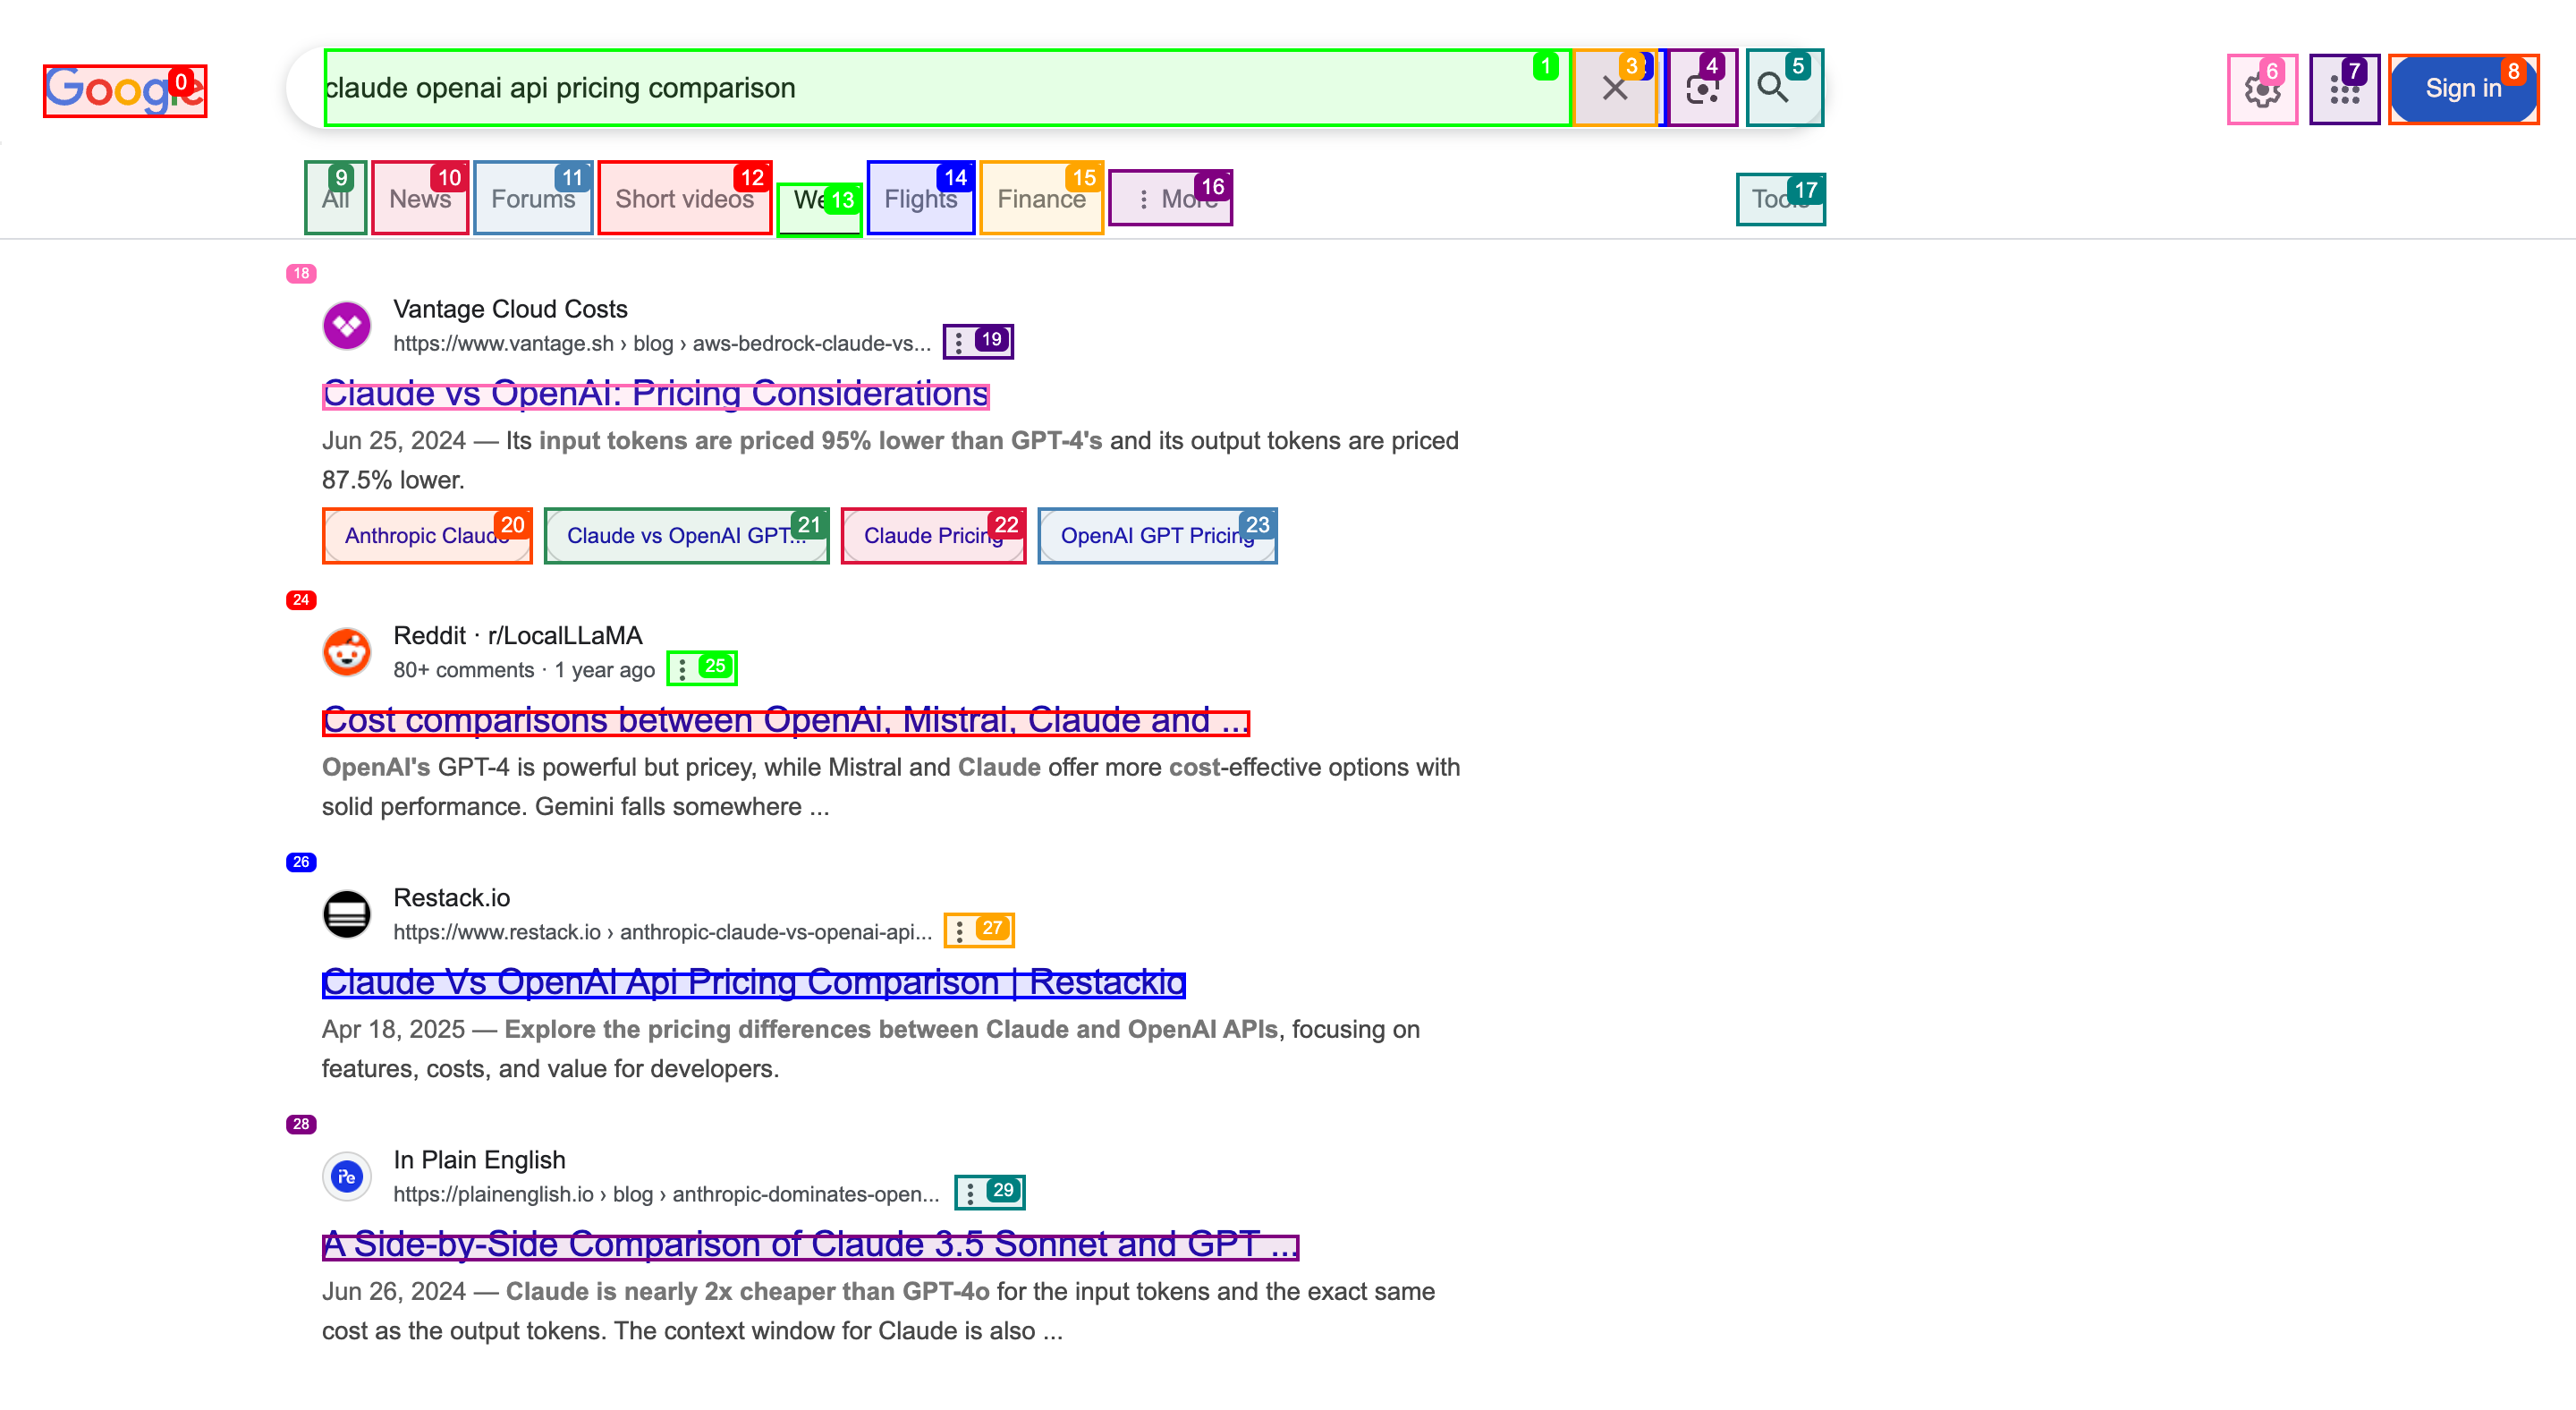 Google 0
claude openai api pricing comparison 1 3 4 5 6 7 Sign in 8
All 9 News 10 Forums 11 Short videos 12 We 13 Flights 14 Finance 15 More 16 Tools 17
18
Vantage Cloud Costs
https://www.vantage.sh › blog › aws-bedrock-claude-vs... 19
Claude vs OpenAI: Pricing Considerations
Jun 25, 2024 — Its input tokens are priced 95% lower than GPT-4's and its output tokens are priced
87.5% lower.
Anthropic Claude 20 Claude vs OpenAI GPT... 21 Claude Pricing 22 OpenAI GPT Pricing 23
24
Reddit · r/LocalLLaMA
80+ comments · 1 year ago 25
Cost comparisons between OpenAi, Mistral, Claude and ...
OpenAI's GPT-4 is powerful but pricey, while Mistral and Claude offer more cost-effective options with
solid performance. Gemini falls somewhere ...
26
Restack.io
https://www.restack.io › anthropic-claude-vs-openai-api... 27
Claude Vs OpenAI Api Pricing Comparison | Restackio
Apr 18, 2025 — Explore the pricing differences between Claude and OpenAI APIs, focusing on
features, costs, and value for developers.
28
In Plain English
https://plainenglish.io › blog › anthropic-dominates-open... 29
A Side-by-Side Comparison of Claude 3.5 Sonnet and GPT ...
Jun 26, 2024 — Claude is nearly 2x cheaper than GPT-4o for the input tokens and the exact same
cost as the output tokens. The context window for Claude is also ...